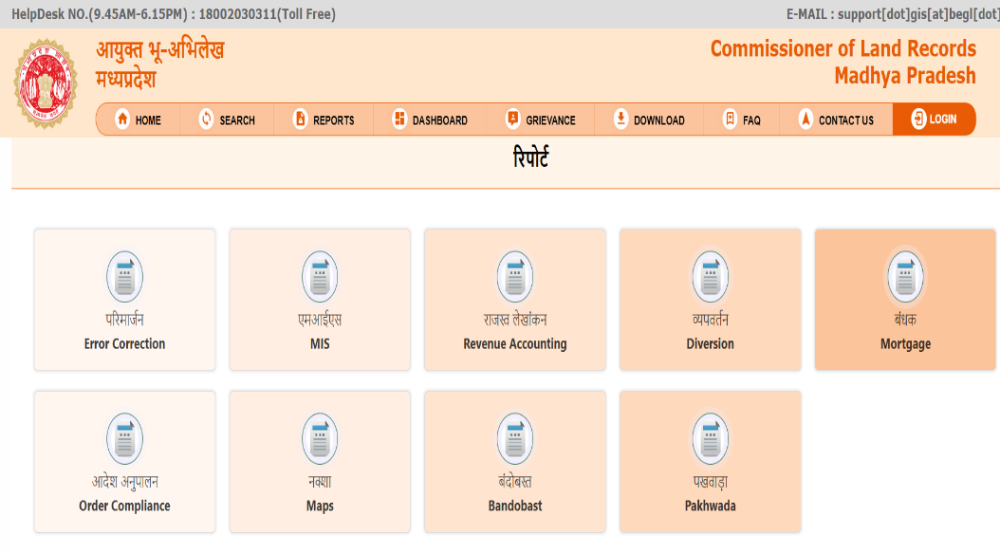 HelpDesk NO.(9.45AM-6.15PM) : 18002030311(Toll Free)
E-MAIL : support[dot]gis[at]begl[dot]
आयुक्त भू-अभिलेख
मध्यप्रदेश
Commissioner of Land Records
Madhya Pradesh
HOME SEARCH REPORTS DASHBOARD GRIEVANCE DOWNLOAD FAQ CONTACT US LOGIN
रिपोर्ट
परिमार्जन
Error Correction
एमआईएस
MIS
राजस्व लेखांकन
Revenue Accounting
व्यपवर्तन
Diversion
बंधक
Mortgage
आदेश अनुपालन
Order Compliance
नक्शा
Maps
बंदोबस्त
Bandobast
पखवाड़ा
Pakhwada